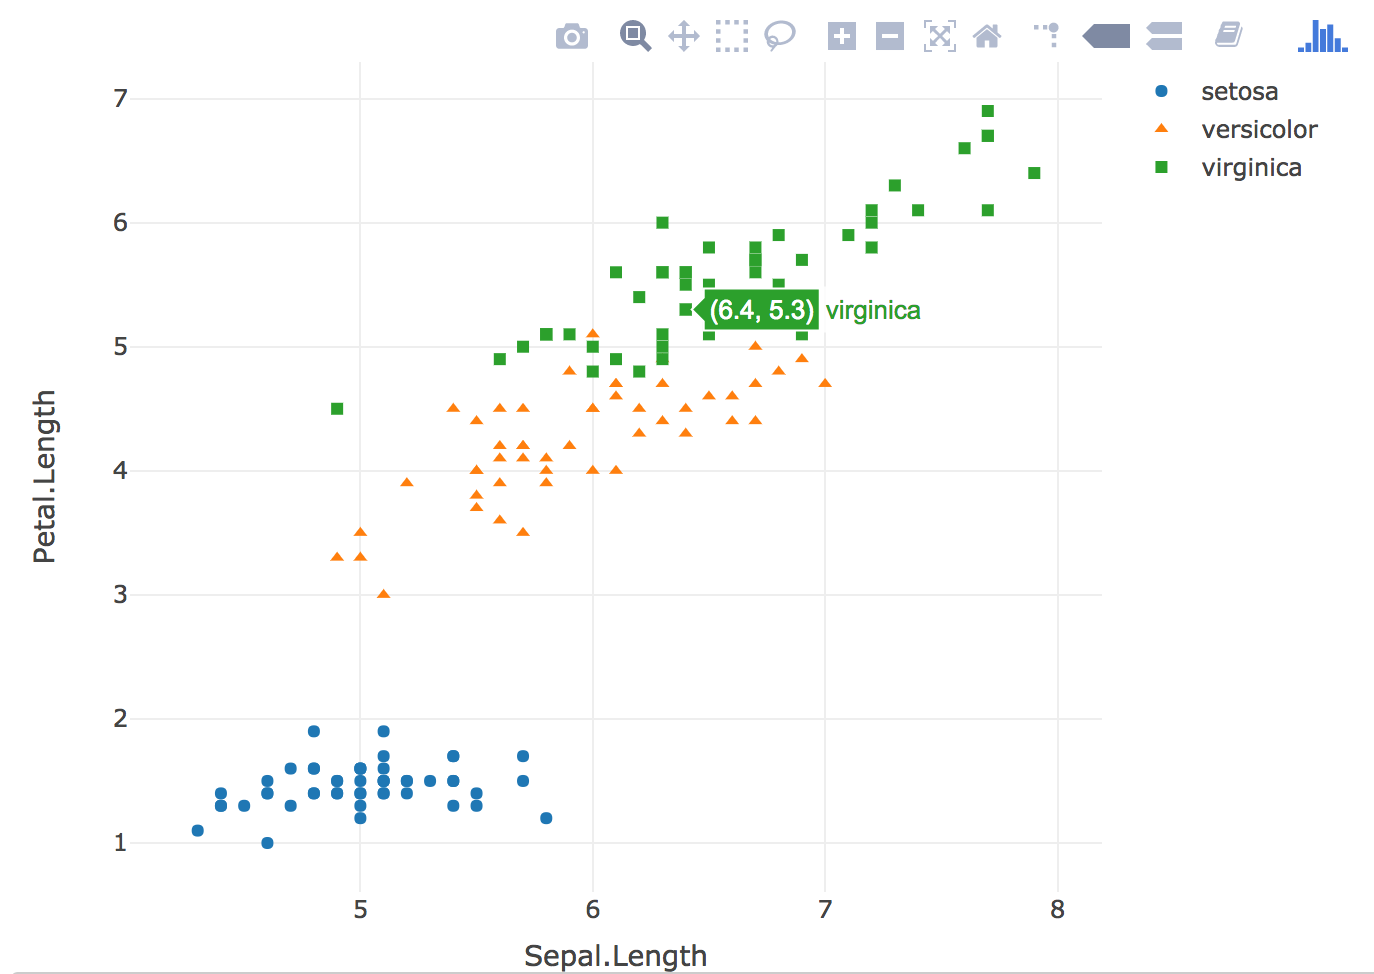 setosa
versicolor
virginica
7
6
5
4
3
2
1
(6.4, 5.3) virginica
Petal.Length
5 6 7 8
Sepal.Length